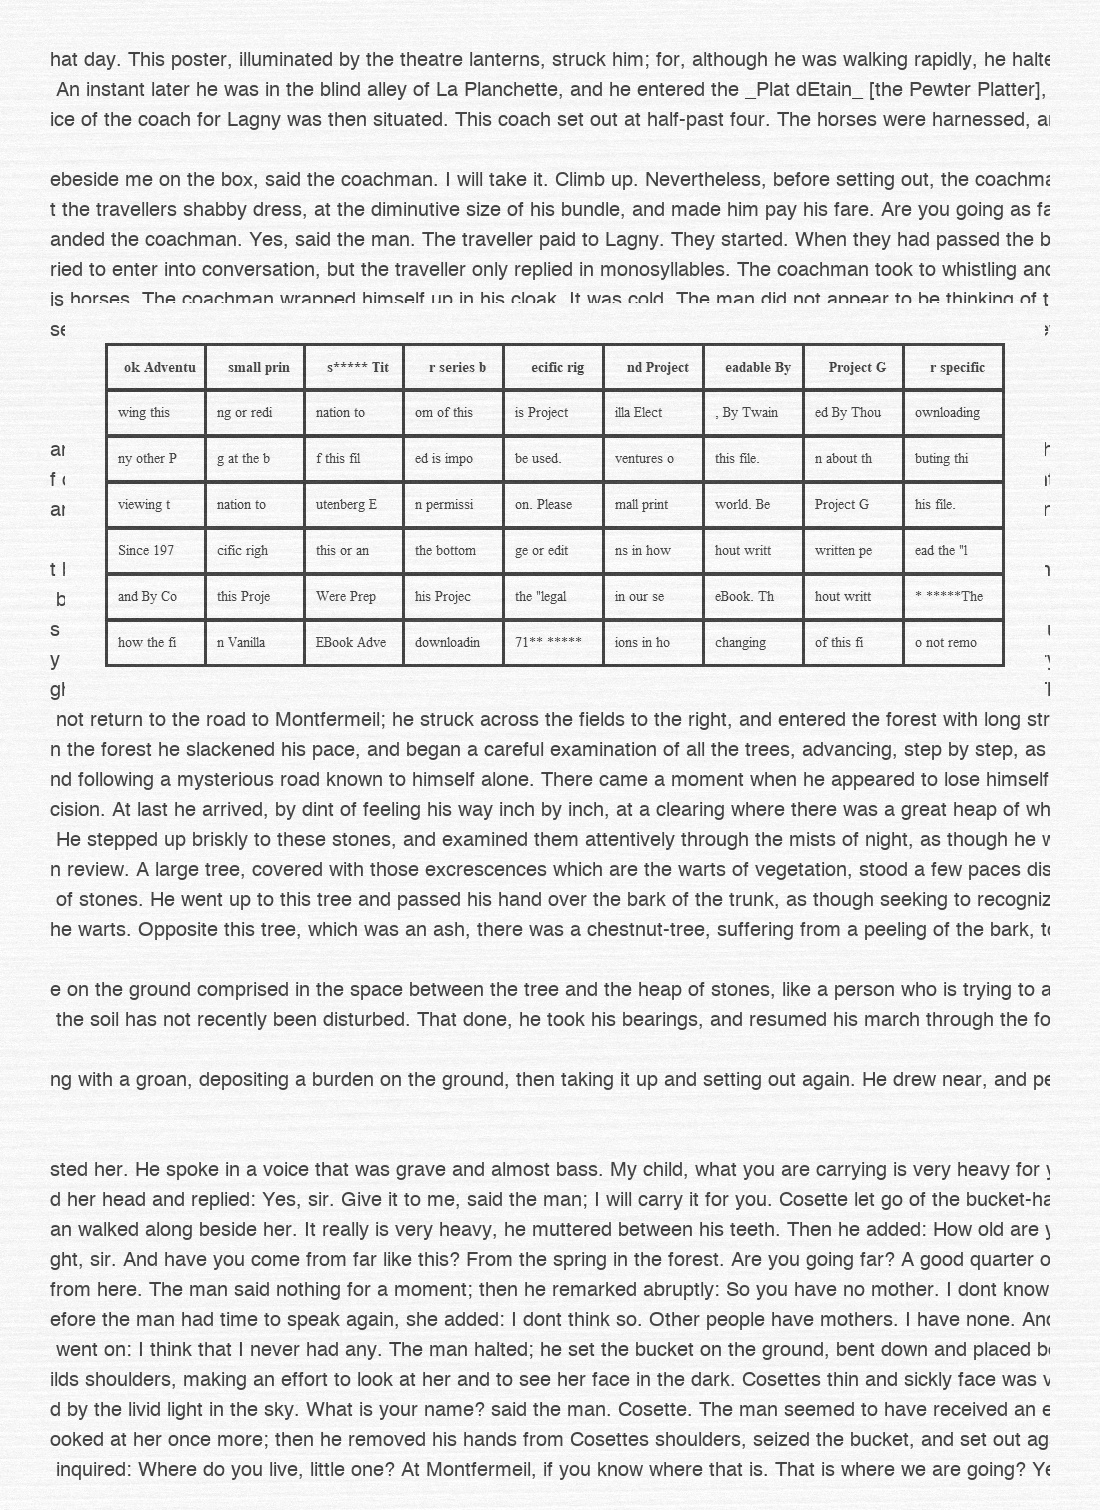 hat day. This poster, illuminated by the theatre lanterns, struck him; for, although he was walking rapidly, he halte
An instant later he was in the blind alley of La Planchette, and he entered the _Plat dEtain_ [the Pewter Platter],
ice of the coach for Lagny was then situated. This coach set out at half-past four. The horses were harnessed, a
ebeside me on the box, said the coachman. I will take it. Climb up. Nevertheless, before setting out, the coachma
t the travellers shabby dress, at the diminutive size of his bundle, and made him pay his fare. Are you going as fa
anded the coachman. Yes, said the man. The traveller paid to Lagny. They started. When they had passed the b
ried to enter into conversation, but the traveller only replied in monosyllables. The coachman took to whistling and
is horses. The coachman wrapped himself up in his cloak. It was cold. The man did not appear to be thinking of t
se
ok Adventu small prin s***** Tit r series b ecific rig nd Project eadable By Project G r specific
wing this ng or redi nation to om of this is Project illa Elect , By Twain ed By Thou ownloading
ny other P g at the b f this fil ed is impo be used. ventures o this file. n about th buting thi
viewing t nation to utenberg E n permissi on. Please mall print world. Be Project G his file.
Since 197 cific righ this or an the bottom ge or edit ns in how hout writt written pe ead the "l
and By Co this Proje Were Prep his Projec the "legal in our se eBook. Th hout writt * *****The
how the fi n Vanilla EBook Adve downloadin 71** ***** ions in ho changing of this fi o not remo
not return to the road to Montfermeil; he struck across the fields to the right, and entered the forest with long str
n the forest he slackened his pace, and began a careful examination of all the trees, advancing, step by step, as
nd following a mysterious road known to himself alone. There came a moment when he appeared to lose himself
cision. At last he arrived, by dint of feeling his way inch by inch, at a clearing where there was a great heap of wh
He stepped up briskly to these stones, and examined them attentively through the mists of night, as though he w
n review. A large tree, covered with those excrescences which are the warts of vegetation, stood a few paces dis
of stones. He went up to this tree and passed his hand over the bark of the trunk, as though seeking to recogniz
he warts. Opposite this tree, which was an ash, there was a chestnut-tree, suffering from a peeling of the bark, to
e on the ground comprised in the space between the tree and the heap of stones, like a person who is trying to a
the soil has not recently been disturbed. That done, he took his bearings, and resumed his march through the fo
ng with a groan, depositing a burden on the ground, then taking it up and setting out again. He drew near, and pe
sted her. He spoke in a voice that was grave and almost bass. My child, what you are carrying is very heavy for y
d her head and replied: Yes, sir. Give it to me, said the man; I will carry it for you. Cosette let go of the bucket-ha
an walked along beside her. It really is very heavy, he muttered between his teeth. Then he added: How old are y
ght, sir. And have you come from far like this? From the spring in the forest. Are you going far? A good quarter o
from here. The man said nothing for a moment; then he remarked abruptly: So you have no mother. I dont know
efore the man had time to speak again, she added: I dont think so. Other people have mothers. I have none. And
went on: I think that I never had any. The man halted; he set the bucket on the ground, bent down and placed b
ilds shoulders, making an effort to look at her and to see her face in the dark. Cosettes thin and sickly face was v
d by the livid light in the sky. What is your name? said the man. Cosette. The man seemed to have received an e
ooked at her once more; then he removed his hands from Cosettes shoulders, seized the bucket, and set out ag
inquired: Where do you live, little one? At Montfermeil, if you know where that is. That is where we are going? Ye